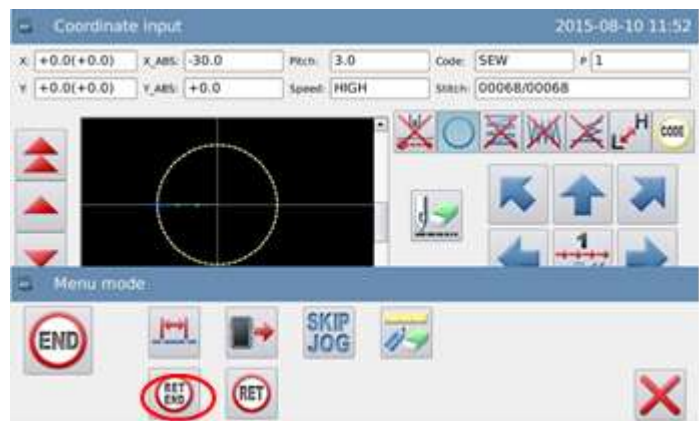 Coordinate input 2015-08-10 11:52
X: +0.0(+0.0) X_ABS: -30.0 Pitch: 3.0 Code: SEW P 1
Y +0.0(+0.0) Y_ABS: +0.0 Speed: HIGH Stitch: 00068/00068
H
L
CODE
1
Menu mode
END
SKIP
JOG
RET
END
RET